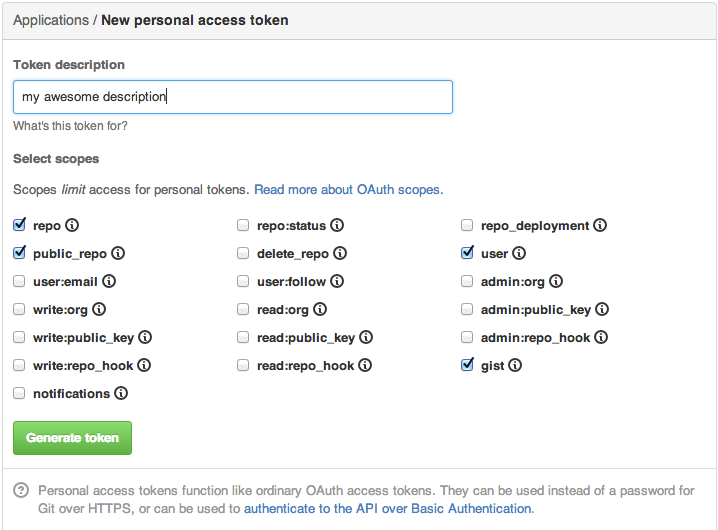 Applications / New personal access token
Token description
my awesome description
What's this token for?
Select scopes
Scopes limit access for personal tokens. Read more about OAuth scopes.
repo repo:status repo_deployment
public_repo delete_repo user
user:email user:follow admin:org
write:org read:org admin:public_key
write:public_key read:public_key admin:repo_hook
write:repo_hook read:repo_hook gist
notifications
Generate token
Personal access tokens function like ordinary OAuth access tokens. They can be used instead of a password for
Git over HTTPS, or can be used to authenticate to the API over Basic Authentication.